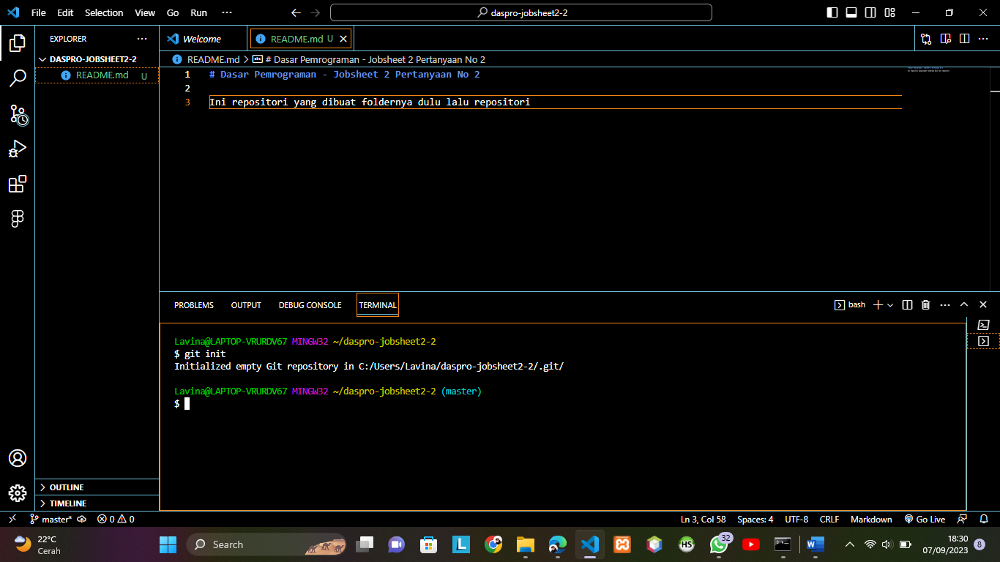 File Edit Selection View Go Run ···
daspro-jobsheet2-2
EXPLORER ···
Welcome
README.md U
DASPRO-JOBSHEET2-2
README.md U
README.md > # Dasar Pemrograman - Jobsheet 2 Pertanyaan No 2
1 # Dasar Pemrograman - Jobsheet 2 Pertanyaan No 2
2
3 Ini repositori yang dibuat foldernya dulu lalu repositori
PROBLEMS OUTPUT DEBUG CONSOLE TERMINAL
bash
Lavina@LAPTOP-VRURDV67 MINGW32 ~/daspro-jobsheet2-2
$ git init
Initialized empty Git repository in C:/Users/Lavina/daspro-jobsheet2-2/.git/
Lavina@LAPTOP-VRURDV67 MINGW32 ~/daspro-jobsheet2-2 (master)
$
OUTLINE
TIMELINE
master* 0 0 Ln 3, Col 58 Spaces: 4 UTF-8 CRLF Markdown Go Live
22°C
Cerah
Search
L
HS
32
W
18:30
07/09/2023
8